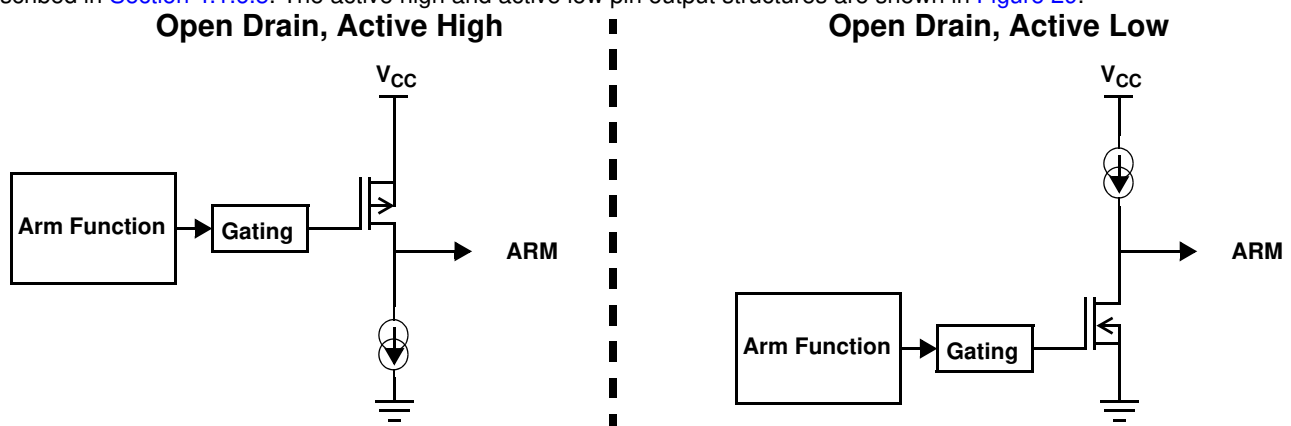 Open Drain, Active High
Open Drain, Active Low
VCC
VCC
Arm Function
Gating
ARM
ARM
Arm Function
Gating